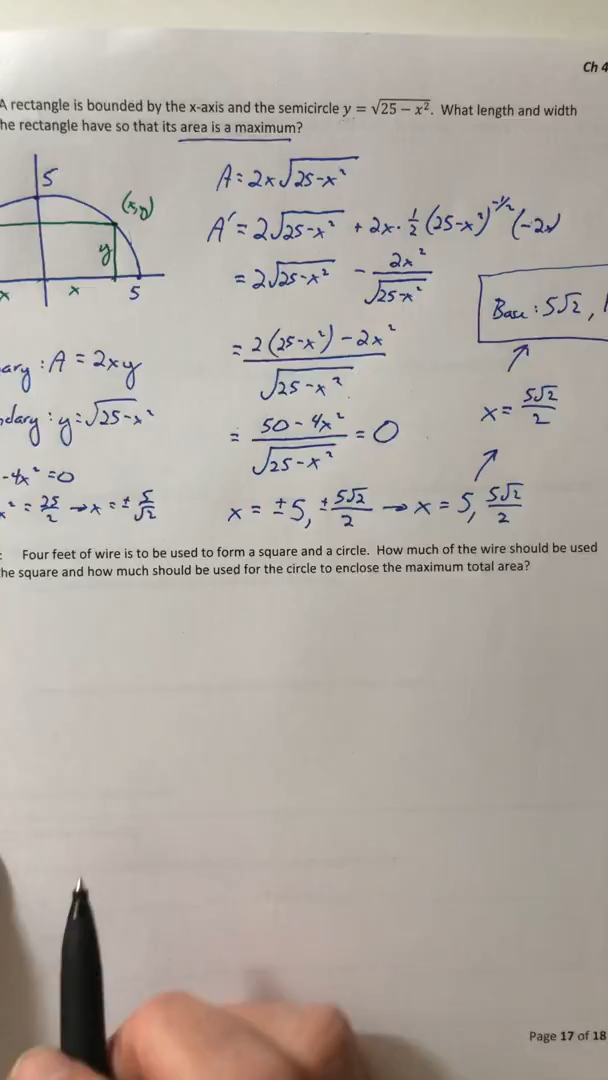 Ch 4
A rectangle is bounded by the x-axis and the semicircle y = √(25 − x²). What length and width
he rectangle have so that its area is a maximum?
5
(x,y)
y
x
x
5
A = 2x√(25-x²)
A' = 2√(25-x²) + 2x · 1/2 (25-x²)^(-1/2) (-2x)
= 2√(25-x²) - 2x²/√(25-x²)
Base : 5√2,
= (2(25-x²) - 2x²)/√(25-x²)
ary : A = 2xy
x = 5√2/2
dary : y = √(25-x²)
= (50 - 4x²)/√(25-x²) = 0
-4x² = 0
x² = 25/2 → x = ± 5/√2
x = ±5, ±5√2/2 → x = 5, 5√2/2
: Four feet of wire is to be used to form a square and a circle. How much of the wire should be used
he square and how much should be used for the circle to enclose the maximum total area?
Page 17 of 18